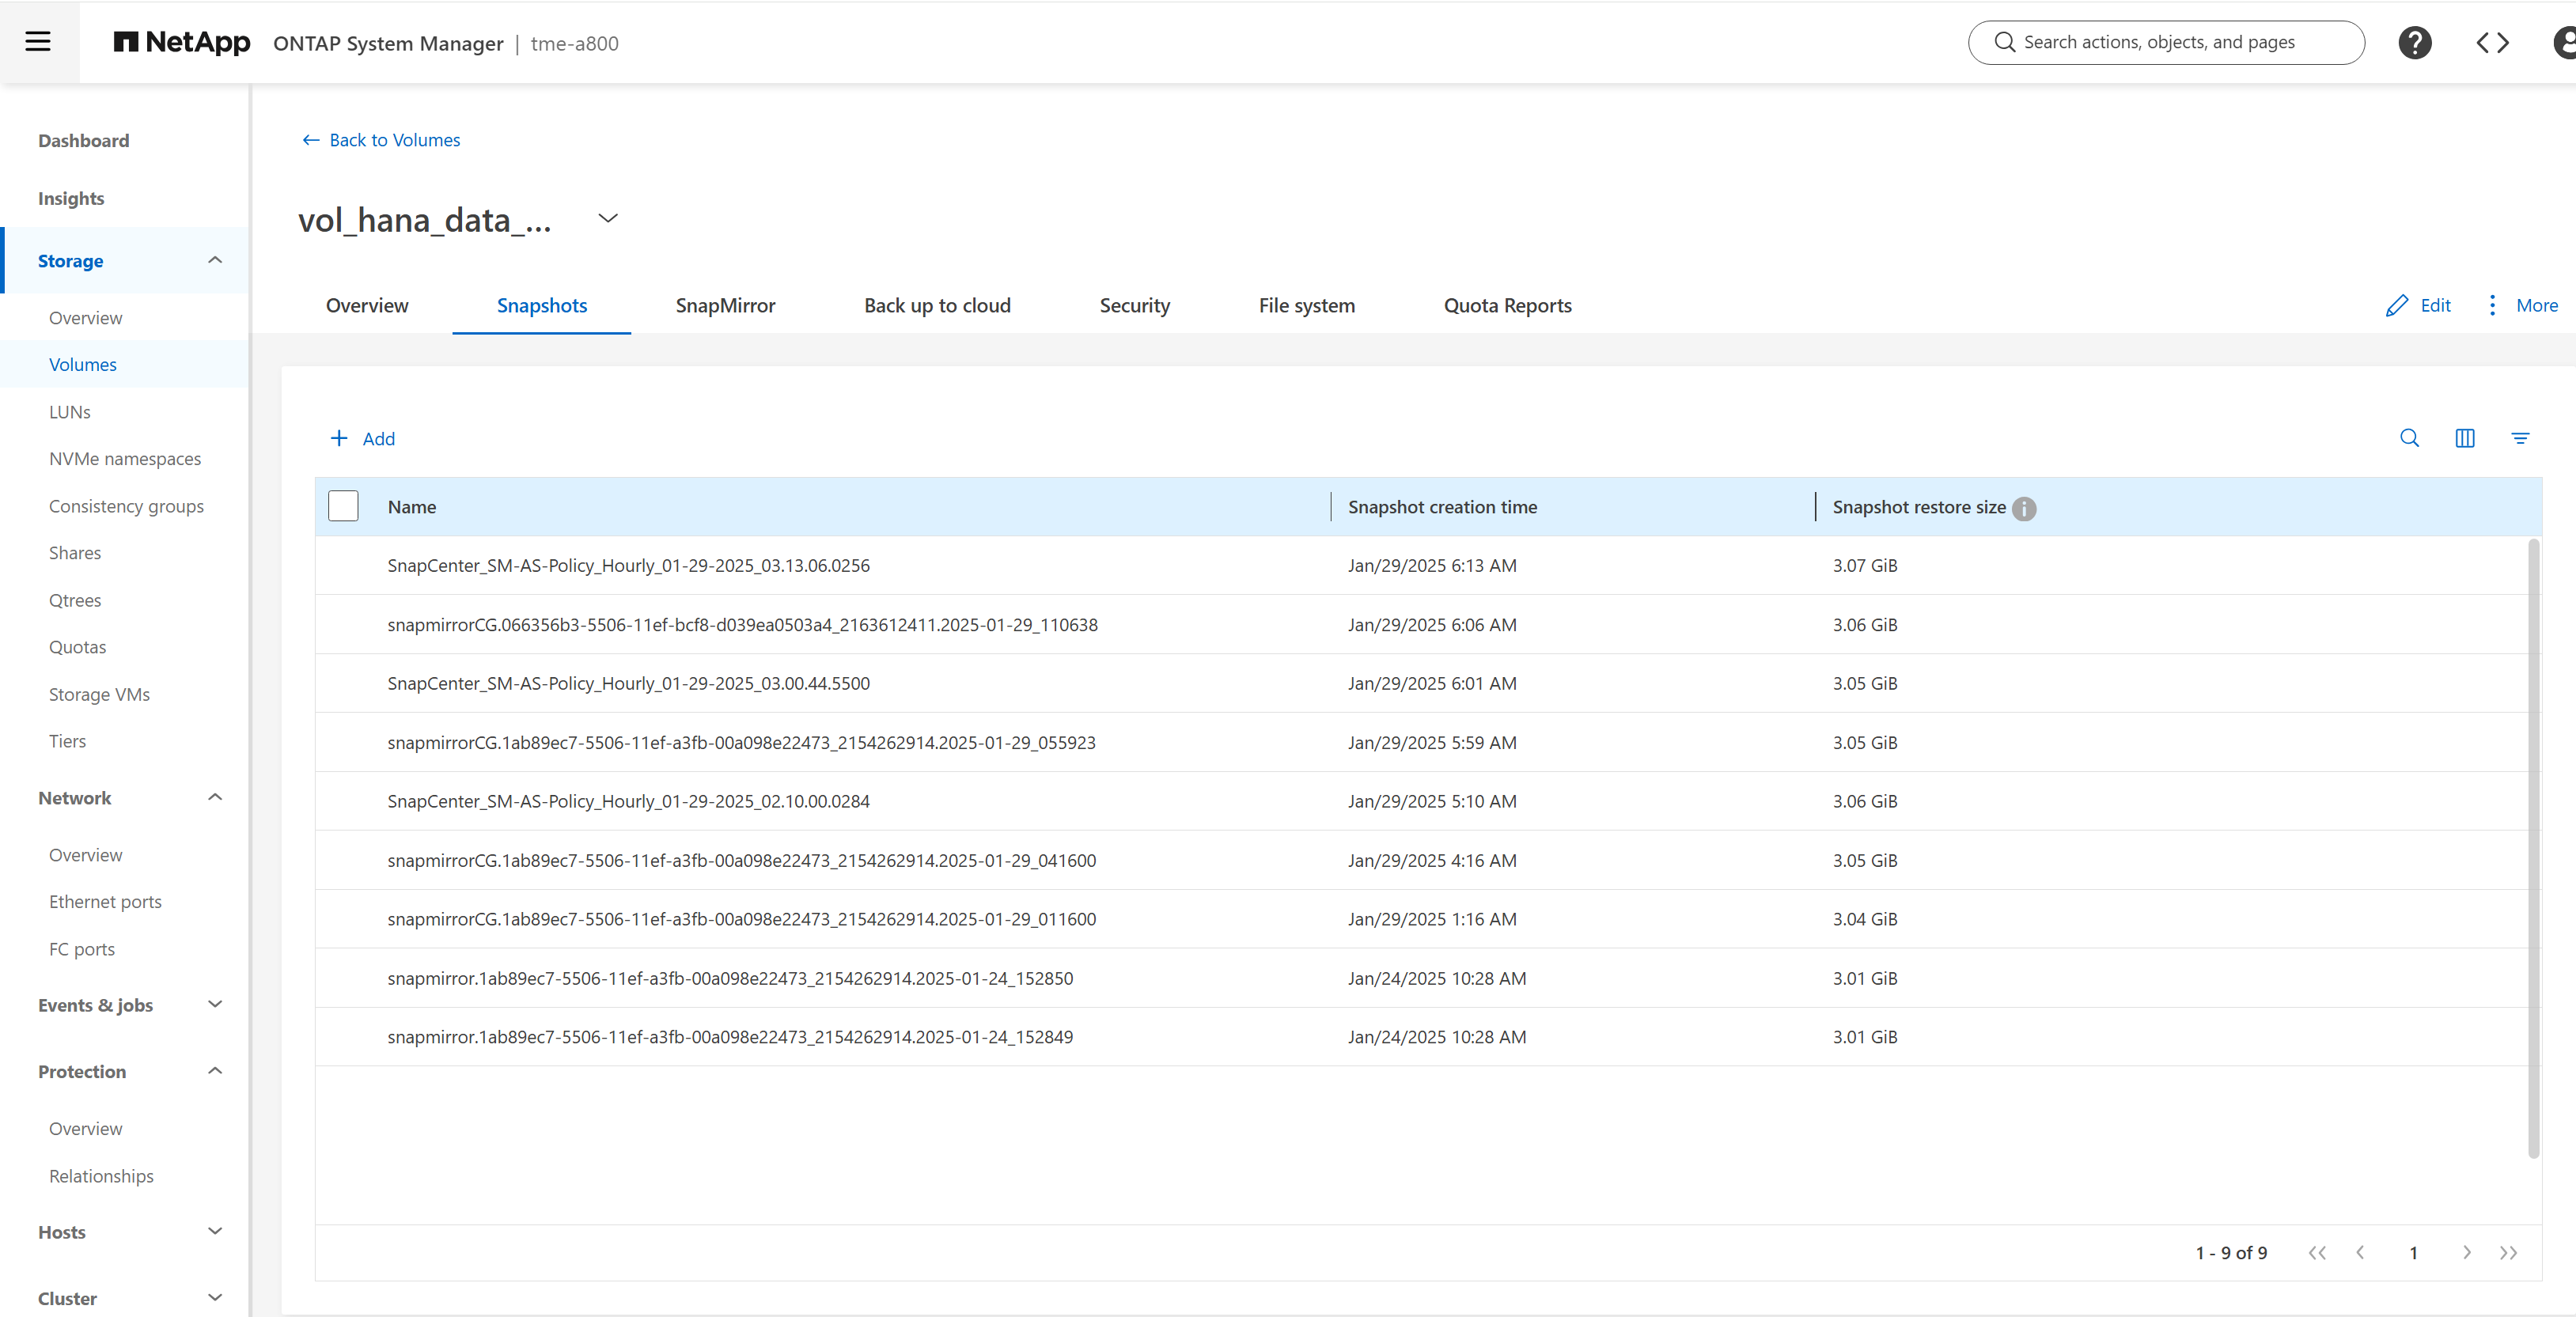 NetApp ONTAP System Manager | tme-a800
Search actions, objects, and pages
Dashboard
Insights
Storage
Overview
Volumes
LUNs
NVMe namespaces
Consistency groups
Shares
Qtrees
Quotas
Storage VMs
Tiers
Network
Overview
Ethernet ports
FC ports
Events & jobs
Protection
Overview
Relationships
Hosts
Cluster
Back to Volumes
vol_hana_data_...
Overview Snapshots SnapMirror Back up to cloud Security File system Quota Reports Edit More
Add
Name Snapshot creation time Snapshot restore size
SnapCenter_SM-AS-Policy_Hourly_01-29-2025_03.13.06.0256 Jan/29/2025 6:13 AM 3.07 GiB
snapmirrorCG.066356b3-5506-11ef-bcf8-d039ea0503a4_2163612411.2025-01-29_110638 Jan/29/2025 6:06 AM 3.06 GiB
SnapCenter_SM-AS-Policy_Hourly_01-29-2025_03.00.44.5500 Jan/29/2025 6:01 AM 3.05 GiB
snapmirrorCG.1ab89ec7-5506-11ef-a3fb-00a098e22473_2154262914.2025-01-29_055923 Jan/29/2025 5:59 AM 3.05 GiB
SnapCenter_SM-AS-Policy_Hourly_01-29-2025_02.10.00.0284 Jan/29/2025 5:10 AM 3.06 GiB
snapmirrorCG.1ab89ec7-5506-11ef-a3fb-00a098e22473_2154262914.2025-01-29_041600 Jan/29/2025 4:16 AM 3.05 GiB
snapmirrorCG.1ab89ec7-5506-11ef-a3fb-00a098e22473_2154262914.2025-01-29_011600 Jan/29/2025 1:16 AM 3.04 GiB
snapmirror.1ab89ec7-5506-11ef-a3fb-00a098e22473_2154262914.2025-01-24_152850 Jan/24/2025 10:28 AM 3.01 GiB
snapmirror.1ab89ec7-5506-11ef-a3fb-00a098e22473_2154262914.2025-01-24_152849 Jan/24/2025 10:28 AM 3.01 GiB
1 - 9 of 9 << < 1 > >>